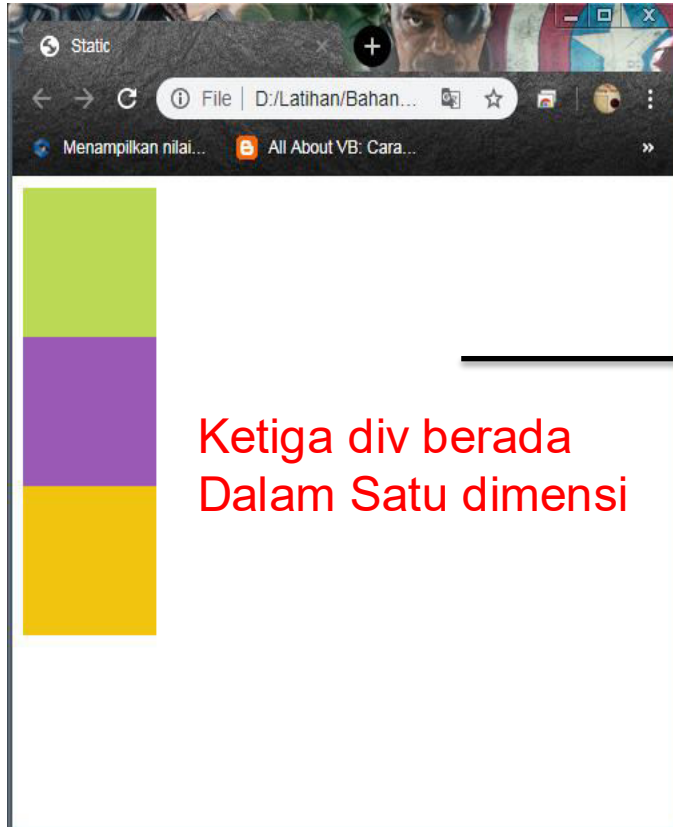 Static
File | D:/Latihan/Bahan...
Menampilkan nilai... All About VB: Cara...
Ketiga div berada
Dalam Satu dimensi